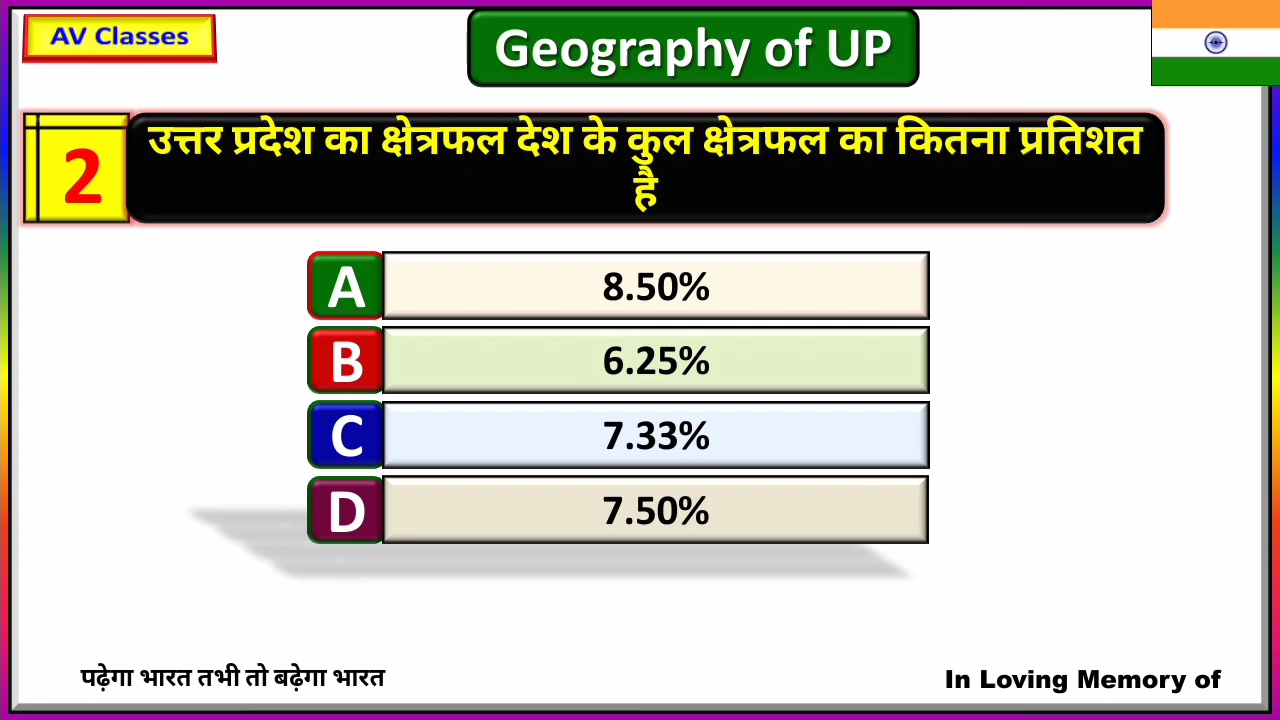 AV Classes
Geography of UP
2
उत्तर प्रदेश का क्षेत्रफल देश के कुल क्षेत्रफल का कितना प्रतिशत
है
A
8.50%
B
6.25%
C
7.33%
D
7.50%
पढ़ेगा भारत तभी तो बढ़ेगा भारत
In Loving Memory of